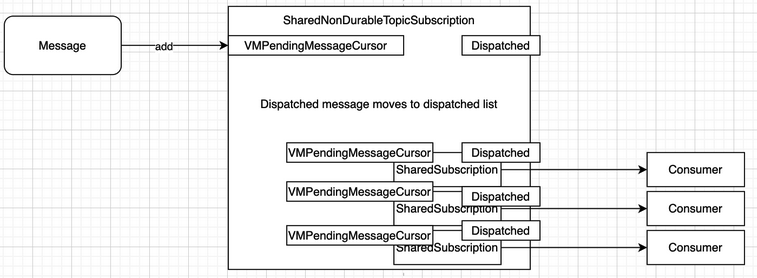 SharedNonDurableTopicSubscription
Message
add
VMPendingMessageCursor
Dispatched
Dispatched message moves to dispatched list
VMPendingMessageCursor
Dispatched
SharedSubscription
Consumer
VMPendingMessageCursor
Dispatched
SharedSubscription
Consumer
VMPendingMessageCursor
Dispatched
SharedSubscription
Consumer